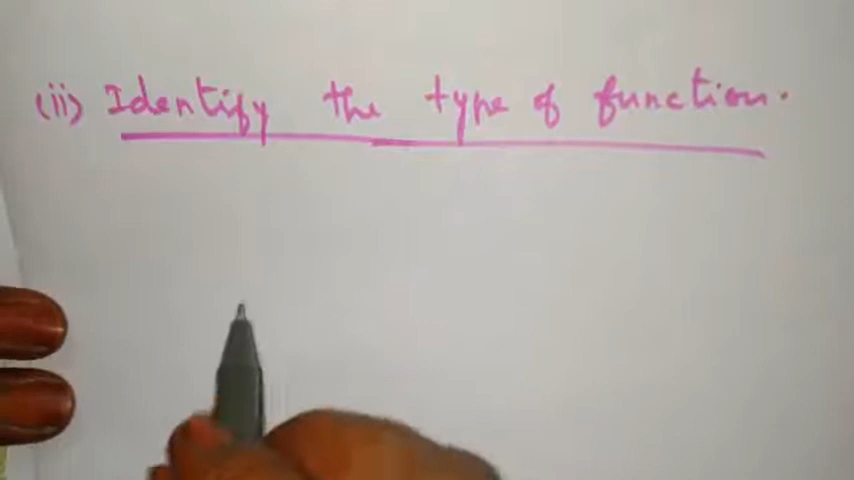 (ii) Identify the type of function.